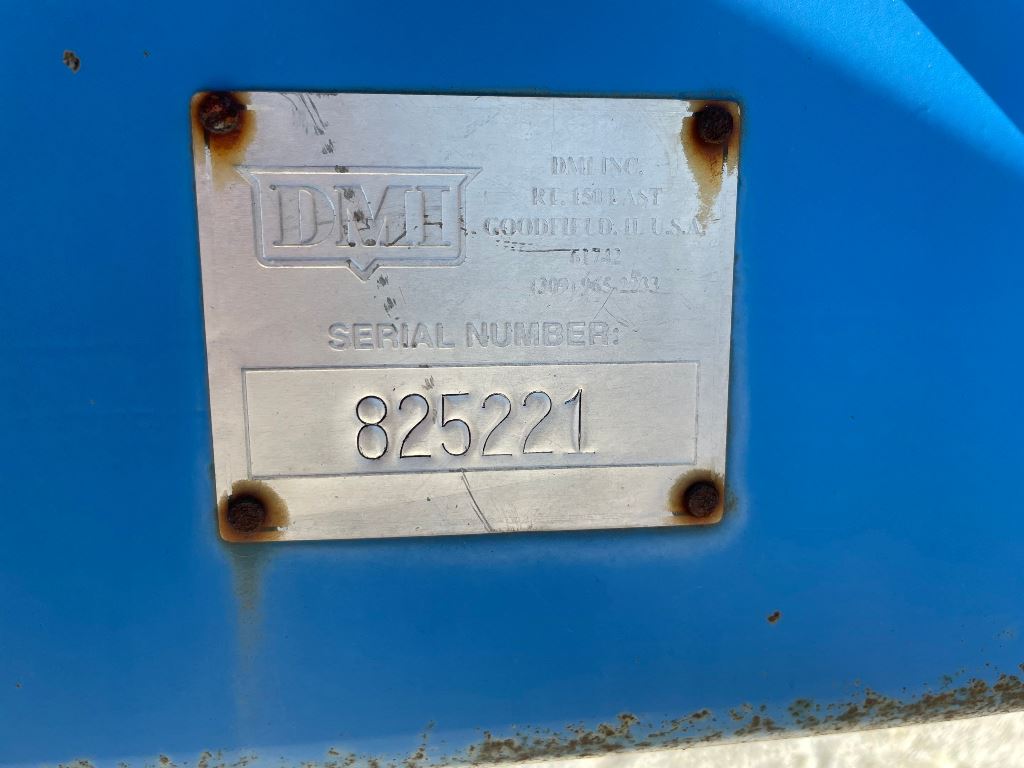 DMI
DMI INC.
RT. 150 EAST
GOODFIELD, IL U.S.A.
61742
(309) 965-2233
SERIAL NUMBER:
825221